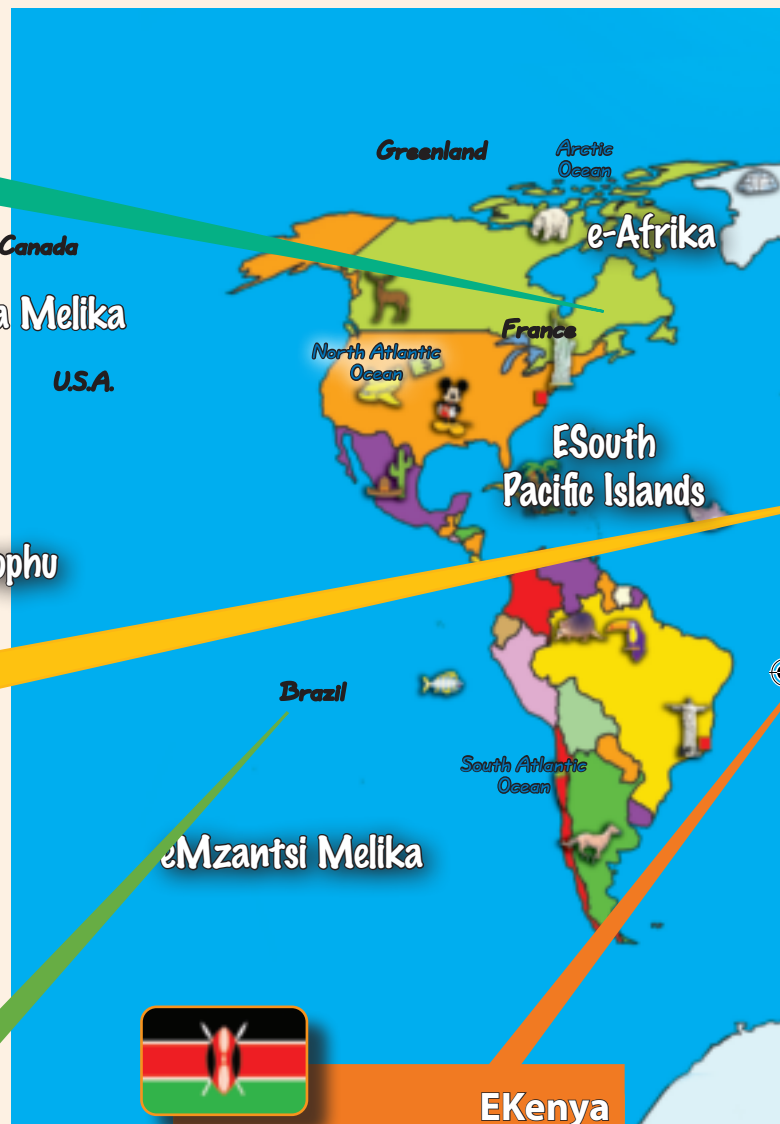 Greenland
Arctic
Ocean
e-Afrika
Canada
a Melika
France
North Atlantic
Ocean
U.S.A.
ESouth
Pacific Islands
ophu
Brazil
South Atlantic
Ocean
eMzantsi Melika
EKenya